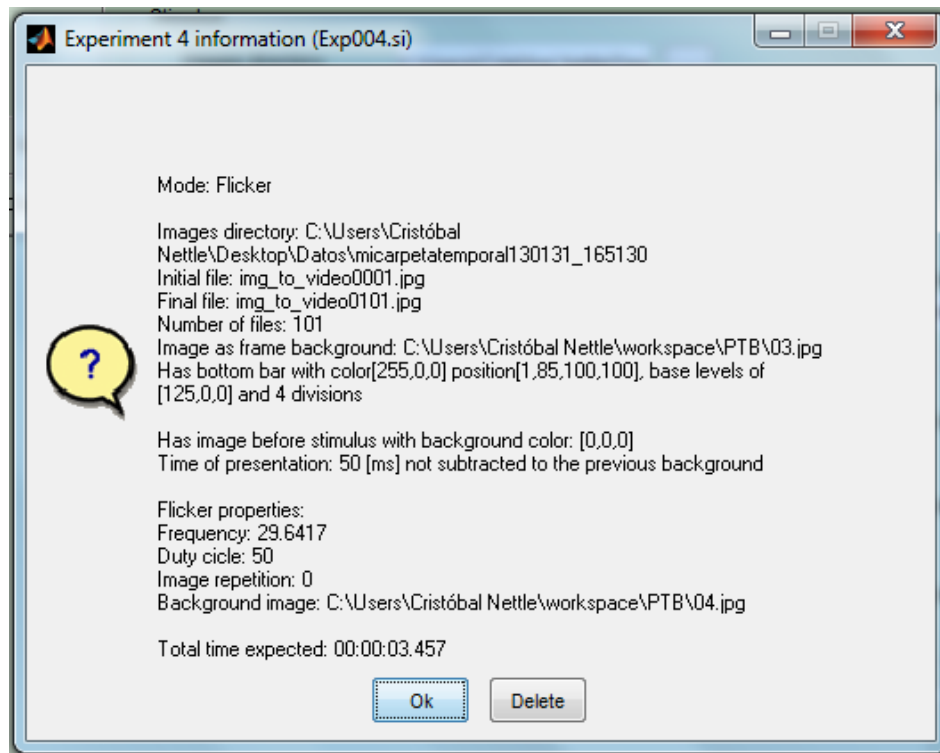 Experiment 4 information (Exp004.si)
Mode: Flicker
Images directory: C:\Users\Cristóbal
Nettle\Desktop\Datos\micarpetatemporal130131_165130
Initial file: img_to_video0001.jpg
Final file: img_to_video0101.jpg
Number of files: 101
Image as frame background: C:\Users\Cristóbal Nettle\workspace\PTB\03.jpg
Has bottom bar with color[255,0,0] position[1,85,100,100], base levels of
[125,0,0] and 4 divisions
?
Has image before stimulus with background color: [0,0,0]
Time of presentation: 50 [ms] not subtracted to the previous background
Flicker properties:
Frequency: 29.6417
Duty cicle: 50
Image repetition: 0
Background image: C:\Users\Cristóbal Nettle\workspace\PTB\04.jpg
Total time expected: 00:00:03.457
Ok Delete